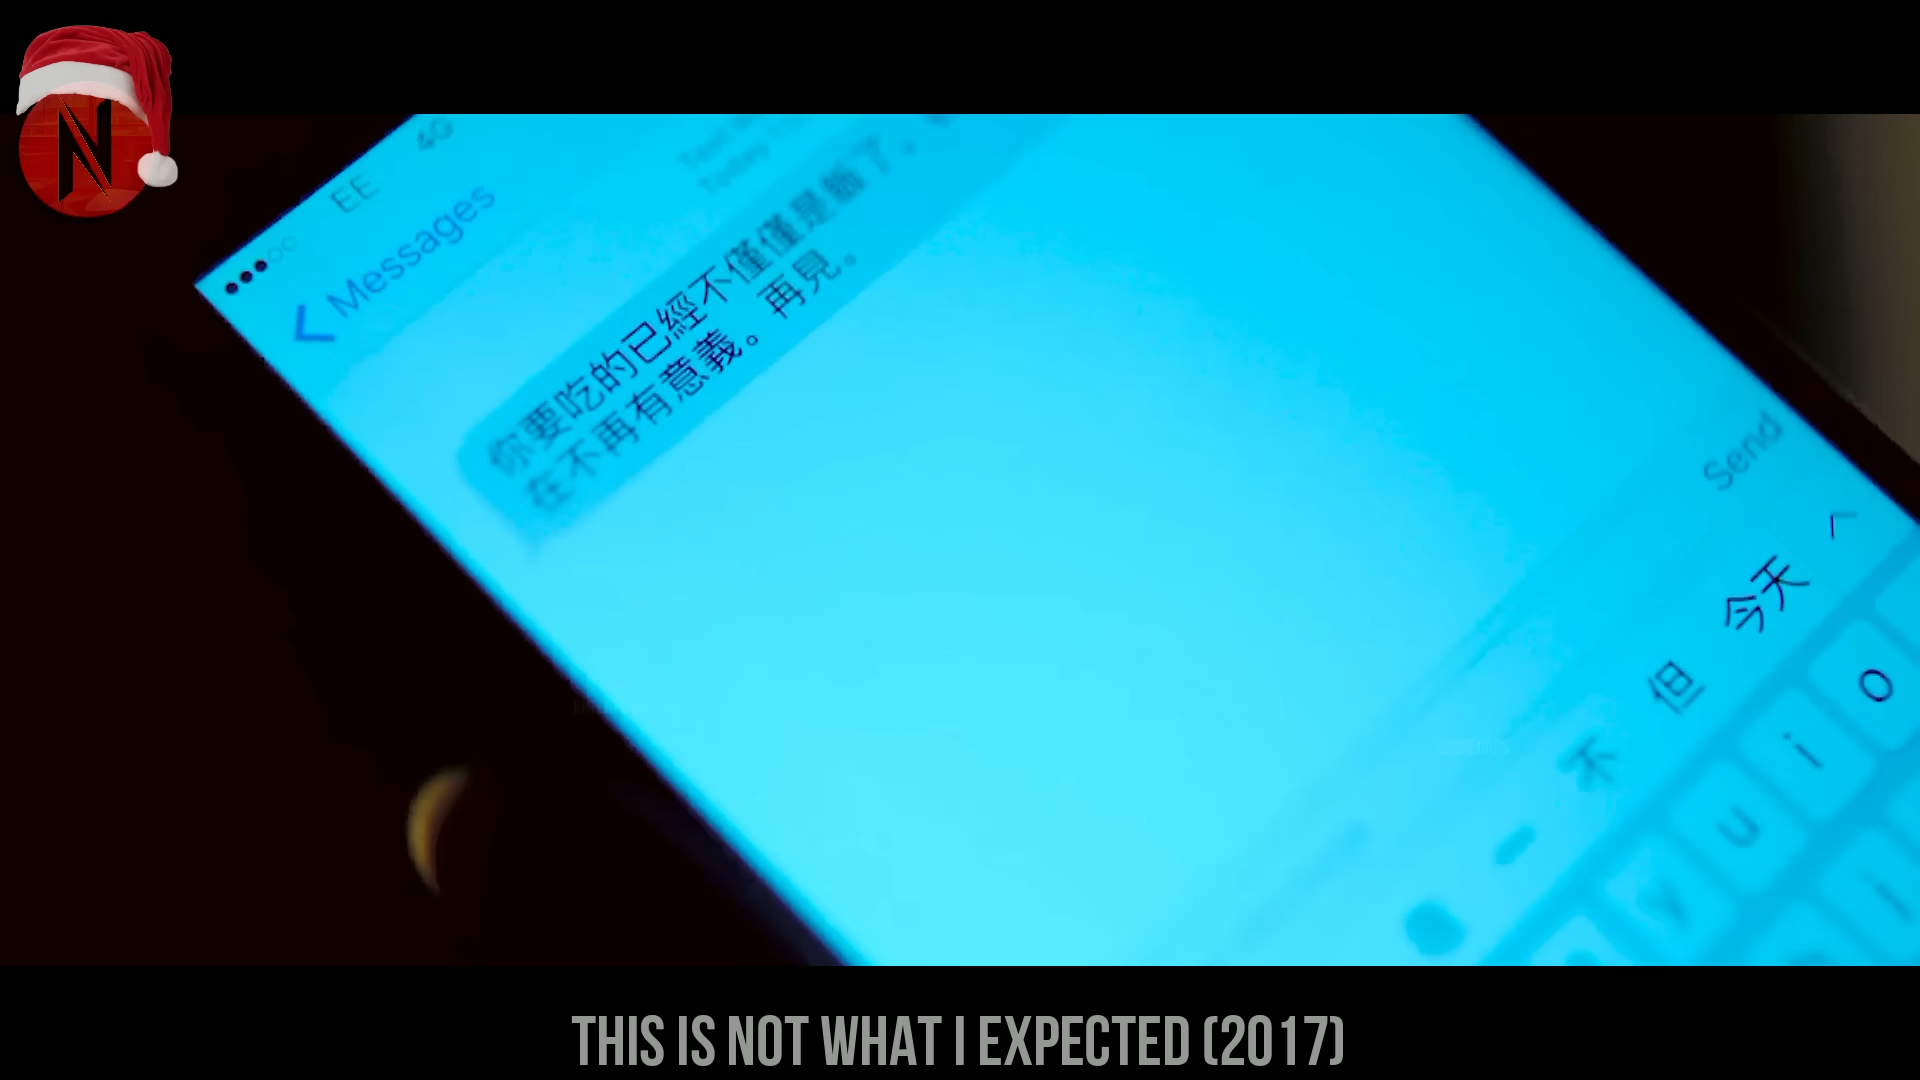 N
4G
EE
Messages
Today
你要吃的已經不僅僅是飯了,
在不再有意義。再見。
Send
不 但 今天
y u i o
THIS IS NOT WHAT I EXPECTED (2017)